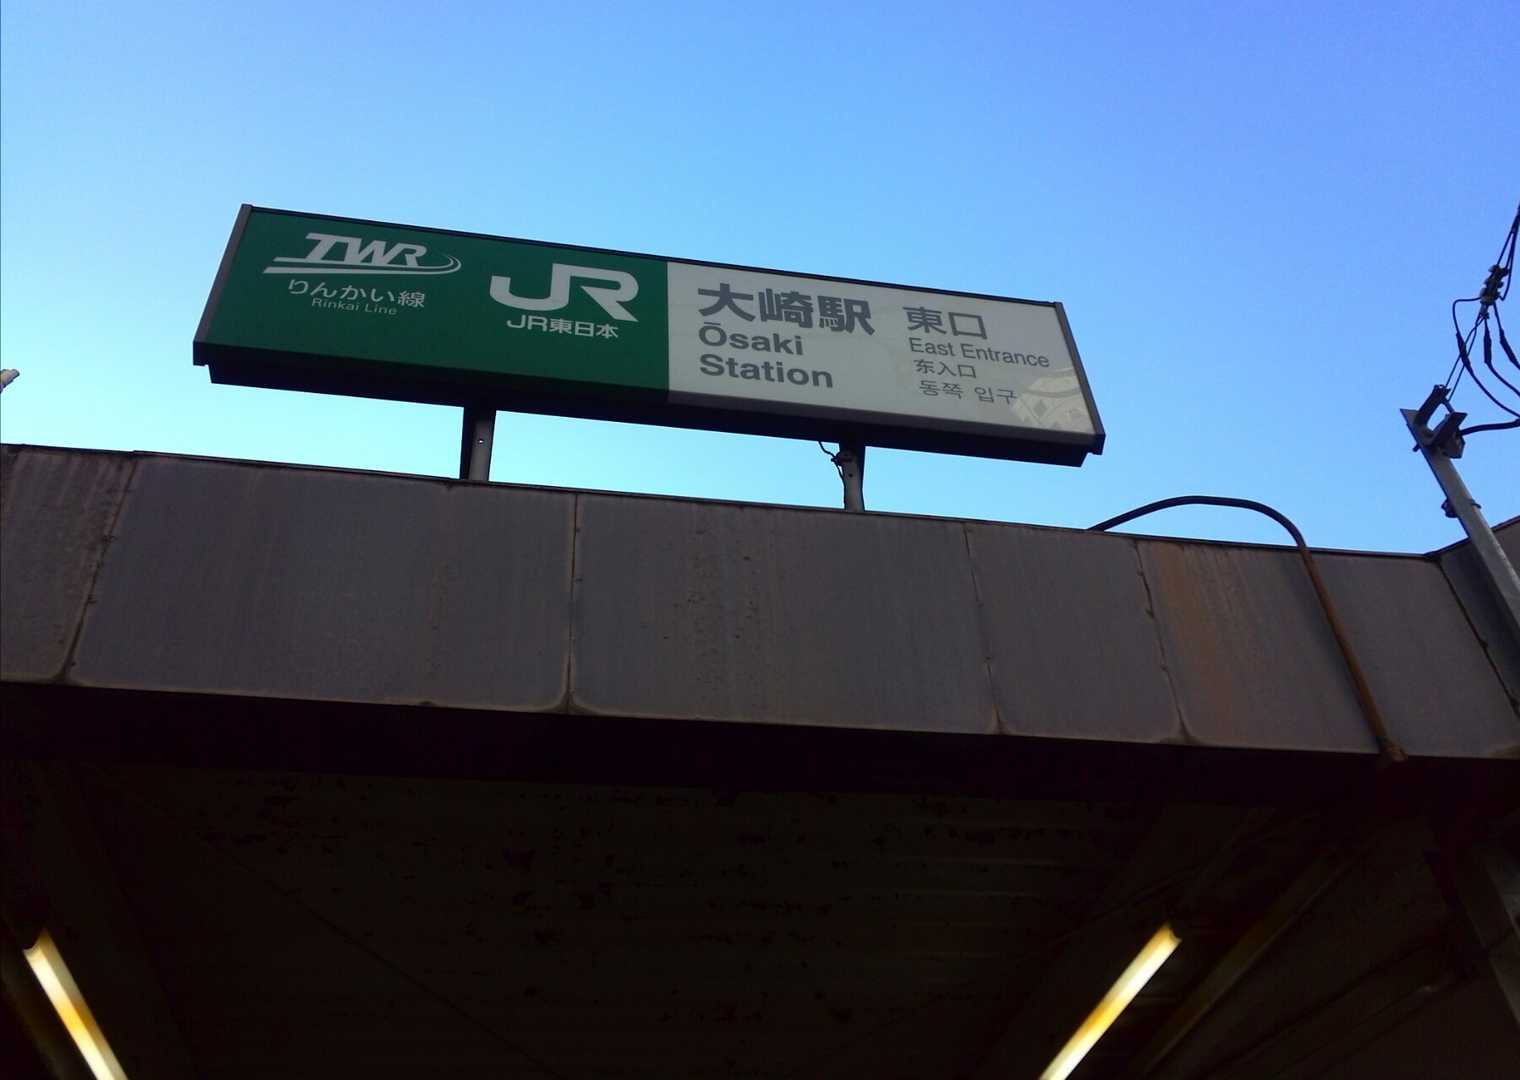 TWR
りんかい線
Rinkai Line
JR
JR東日本
大崎駅
Ōsaki
Station
東口
East Entrance
东入口
동쪽 입구